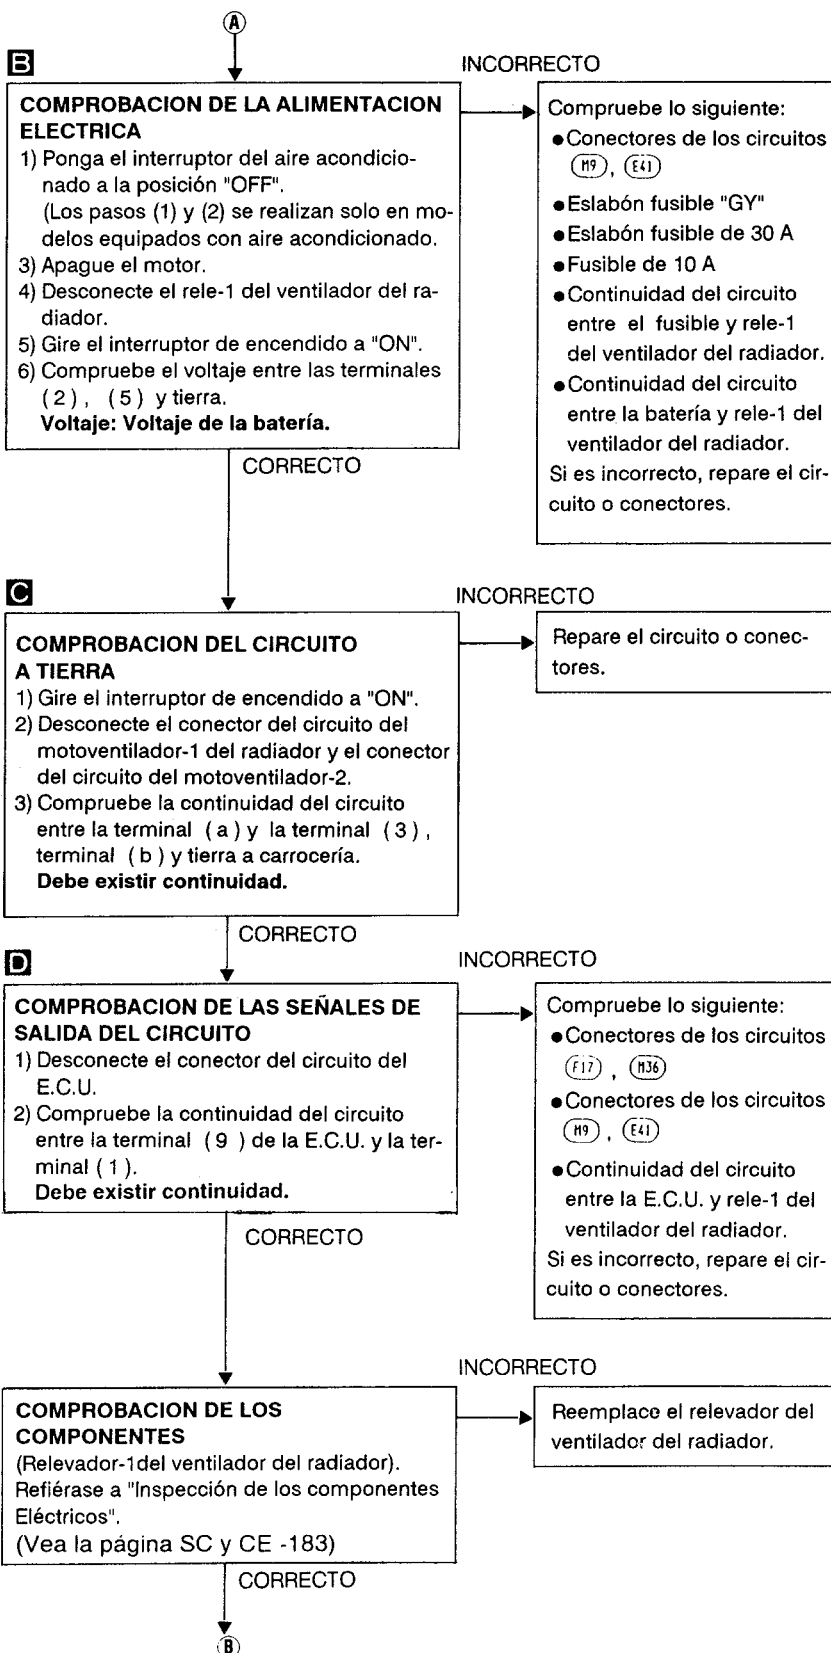 A
B
INCORRECTO
COMPROBACION DE LA ALIMENTACION
ELECTRICA
1) Ponga el interruptor del aire acondicio-
nado a la posición "OFF".
(Los pasos (1) y (2) se realizan solo en mo-
delos equipados con aire acondicionado.
3) Apague el motor.
4) Desconecte el rele-1 del ventilador del ra-
diador.
5) Gire el interruptor de encendido a "ON".
6) Compruebe el voltaje entre las terminales
(2), (5) y tierra.
Voltaje: Voltaje de la batería.
Compruebe lo siguiente:
●Conectores de los circuitos
M9, E41
●Eslabón fusible "GY"
●Eslabón fusible de 30 A
●Fusible de 10 A
●Continuidad del circuito
entre el fusible y rele-1
del ventilador del radiador.
●Continuidad del circuito
entre la batería y rele-1 del
ventilador del radiador.
Si es incorrecto, repare el cir-
cuito o conectores.
CORRECTO
C
INCORRECTO
COMPROBACION DEL CIRCUITO
A TIERRA
1) Gire el interruptor de encendido a "ON".
2) Desconecte el conector del circuito del
motoventilador-1 del radiador y el conector
del circuito del motoventilador-2.
3) Compruebe la continuidad del circuito
entre la terminal (a) y la terminal (3),
terminal (b) y tierra a carrocería.
Debe existir continuidad.
Repare el circuito o conec-
tores.
CORRECTO
D
INCORRECTO
COMPROBACION DE LAS SEÑALES DE
SALIDA DEL CIRCUITO
1) Desconecte el conector del circuito del
E.C.U.
2) Compruebe la continuidad del circuito
entre la terminal (9) de la E.C.U. y la ter-
minal (1).
Debe existir continuidad.
Compruebe lo siguiente:
●Conectores de los circuitos
F17, M36
●Conectores de los circuitos
M9, E41
●Continuidad del circuito
entre la E.C.U. y rele-1 del
ventilador del radiador.
Si es incorrecto, repare el cir-
cuito o conectores.
CORRECTO
INCORRECTO
COMPROBACION DE LOS
COMPONENTES
(Relevador-1del ventilador del radiador).
Refiérase a "Inspección de los componentes
Eléctricos".
(Vea la página SC y CE -183)
Reemplace el relevador del
ventilador del radiador.
CORRECTO
B